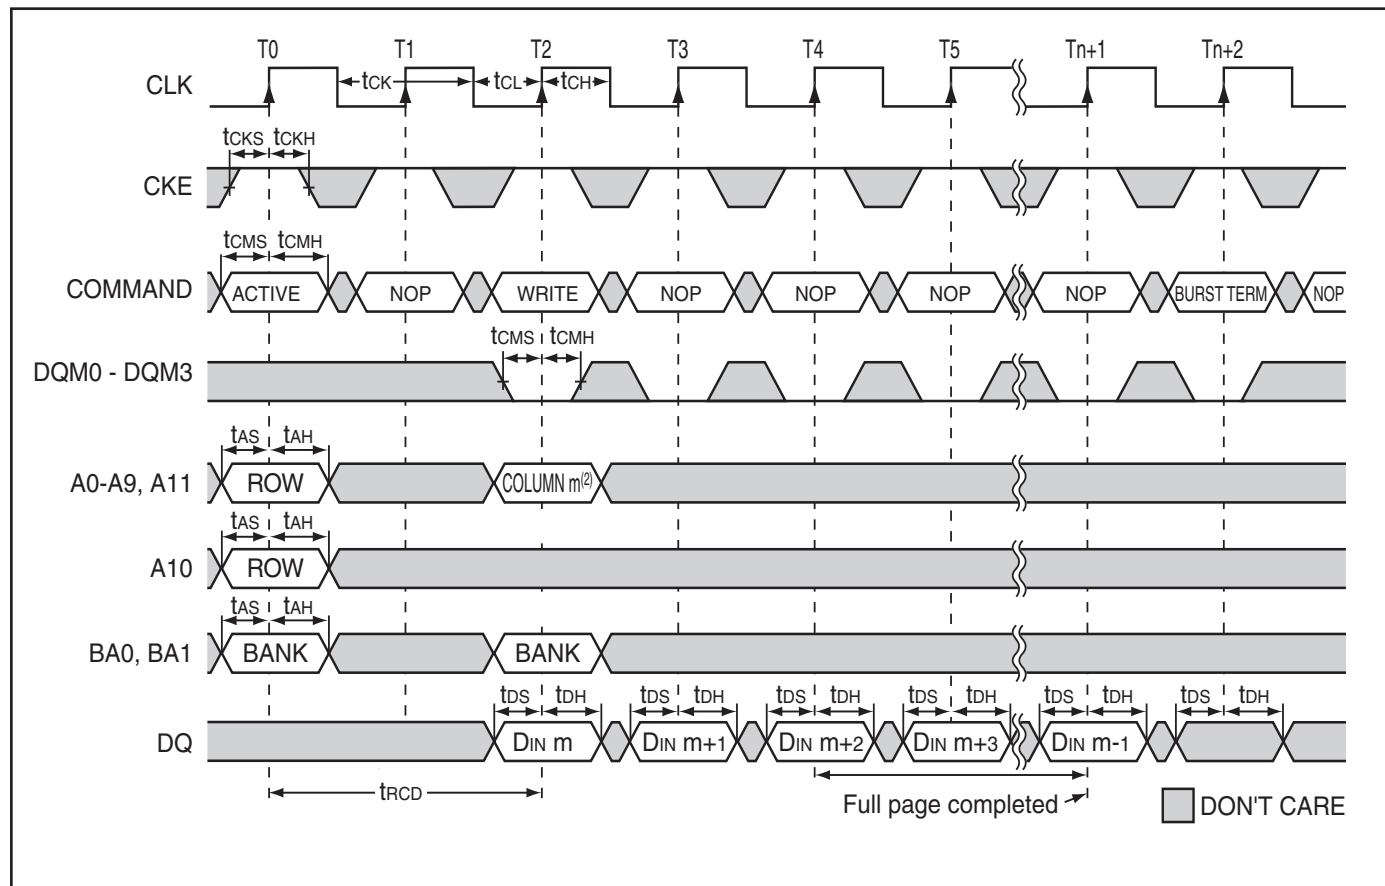 T0 T1 T2 T3 T4 T5 Tn+1 Tn+2
CLK tCK tCL tCH
tCKS tCKH
CKE
tCMS tCMH
COMMAND ACTIVE NOP WRITE NOP NOP NOP NOP BURST TERM NOP
tCMS tCMH
DQM0 - DQM3
tAS tAH
A0-A9, A11 ROW COLUMN m(2)
tAS tAH
A10 ROW
tAS tAH
BA0, BA1 BANK BANK
tDS tDH tDS tDH tDS tDH tDS tDH tDS tDH tDS tDH
DQ DIN m DIN m+1 DIN m+2 DIN m+3 DIN m-1
tRCD
Full page completed
DON'T CARE